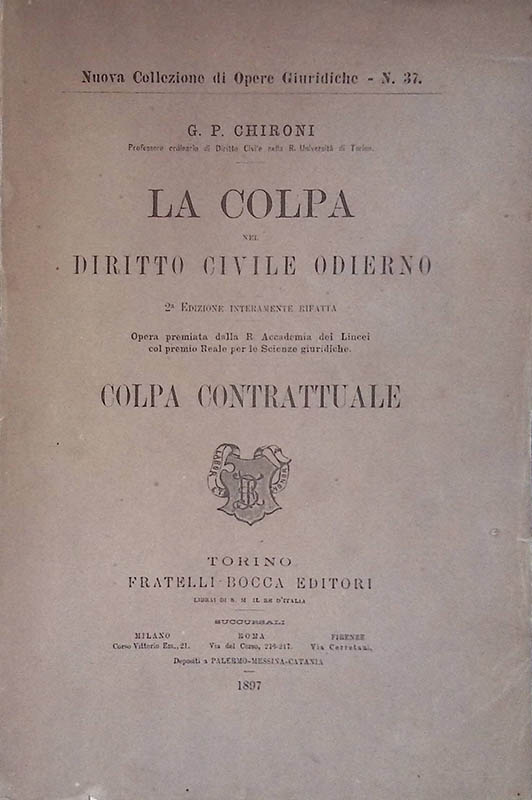 Nuova Collezione di Opere Giuridiche - N. 37.
G. P. CHIRONI
Professore ordinario di Diritto Civile nella R. Università di Torino.
LA COLPA
NEL
DIRITTO CIVILE ODIERNO
2ª EDIZIONE INTERAMENTE RIFATTA
Opera premiata dalla R. Accademia dei Lincei
col premio Reale per le Scienze giuridiche.
COLPA CONTRATTUALE
TORINO
FRATELLI BOCCA EDITORI
LIBRAI DI S. M. IL RE D'ITALIA
SUCCURSALI
MILANO ROMA FIRENZE
Corso Vittorio Em., 21. Via del Corso, 216-217. Via Cerretani,
Depositi a PALERMO-MESSINA-CATANIA
1897